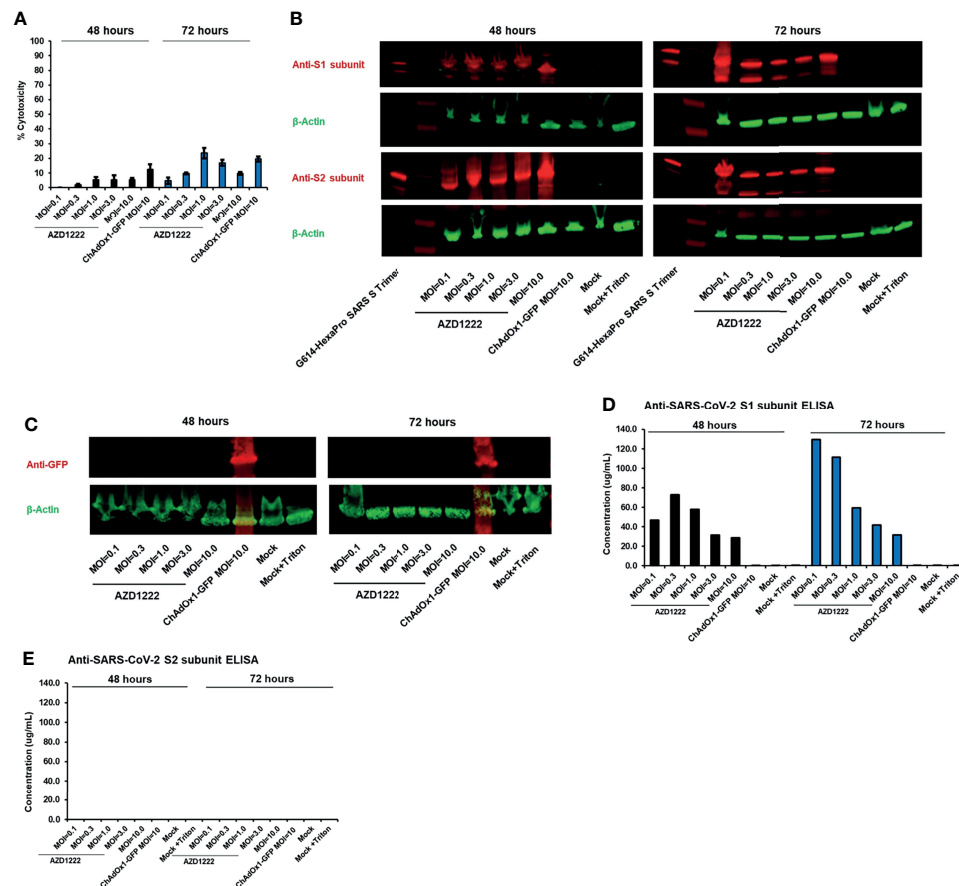 A
48 hours
72 hours
% Cytotoxicity
100
90
80
70
60
50
40
30
20
10
0
MOI=0.1
MOI=0.3
MOI=1.0
MOI=3.0
MOI=10.0
ChAdOx1-GFP MOI=10
MOI=0.1
MOI=0.3
MOI=1.0
MOI=3.0
MOI=10.0
ChAdOx1-GFP MOI=10
AZD1222
AZD1222
B
48 hours
72 hours
Anti-S1 subunit
β-Actin
Anti-S2 subunit
β-Actin
G614-HexaPro SARS S Trimer
MOI=0.1
MOI=0.3
MOI=1.0
MOI=3.0
MOI=10.0
ChAdOx1-GFP MOI=10.0
Mock
Mock+Triton
AZD1222
G614-HexaPro SARS S Trimer
MOI=0.1
MOI=0.3
MOI=1.0
MOI=3.0
MOI=10.0
ChAdOx1-GFP MOI=10.0
Mock
Mock+Triton
AZD1222
C
48 hours
72 hours
Anti-GFP
β-Actin
MOI=0.1
MOI=0.3
MOI=1.0
MOI=3.0
MOI=10.0
ChAdOx1-GFP MOI=10.0
Mock
Mock+Triton
AZD1222
MOI=0.1
MOI=0.3
MOI=1.0
MOI=3.0
MOI=10.0
ChAdOx1-GFP MOI=10.0
Mock
Mock+Triton
AZD1222
D
Anti-SARS-CoV-2 S1 subunit ELISA
48 hours
72 hours
Concentration (ug/mL)
140.0
120.0
100.0
80.0
60.0
40.0
20.0
0.0
MOI=0.1
MOI=0.3
MOI=1.0
MOI=3.0
MOI=10.0
ChAdOx1-GFP MOI=10
Mock
Mock +Triton
MOI=0.1
MOI=0.3
MOI=1.0
MOI=3.0
MOI=10.0
ChAdOx1-GFP MOI=10
Mock
Mock+Triton
AZD1222
AZD1222
E
Anti-SARS-CoV-2 S2 subunit ELISA
48 hours
72 hours
Concentration (ug/mL)
140.0
120.0
100.0
80.0
60.0
40.0
20.0
0.0
MOI=0.1
MOI=0.3
MOI=1.0
MOI=3.0
MOI=10.0
ChAdOx1-GFP MOI=10
Mock
Mock +Triton
MOI=0.1
MOI=0.3
MOI=1.0
MOI=3.0
MOI=10.0
ChAdOx1-GFP MOI=10
Mock
Mock+Triton
AZD1222
AZD1222